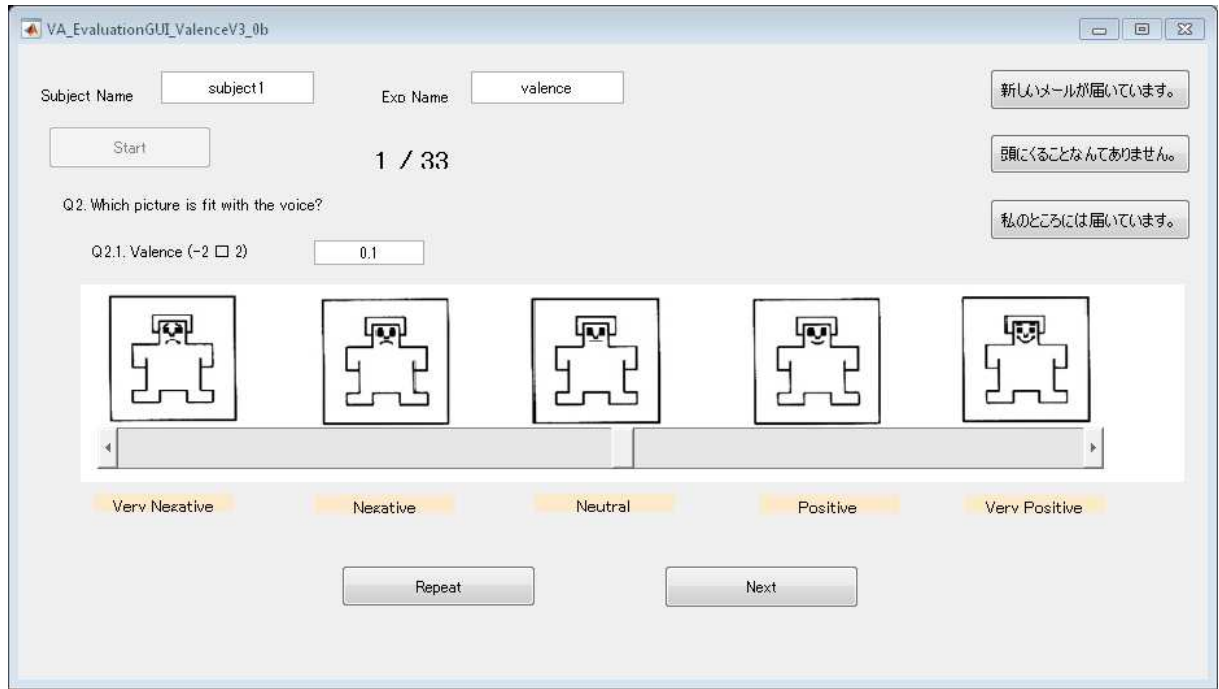 VA_EvaluationGUI_ValenceV3_0b
Subject Name subject1 Exp Name valence
新しいメールが届いています。
Start
1 / 33
頭にくることなんてありません。
Q2. Which picture is fit with the voice?
私のところには届いています。
Q2.1. Valence (-2 □ 2) 0.1
Very Negative Negative Neutral Positive Very Positive
Repeat Next